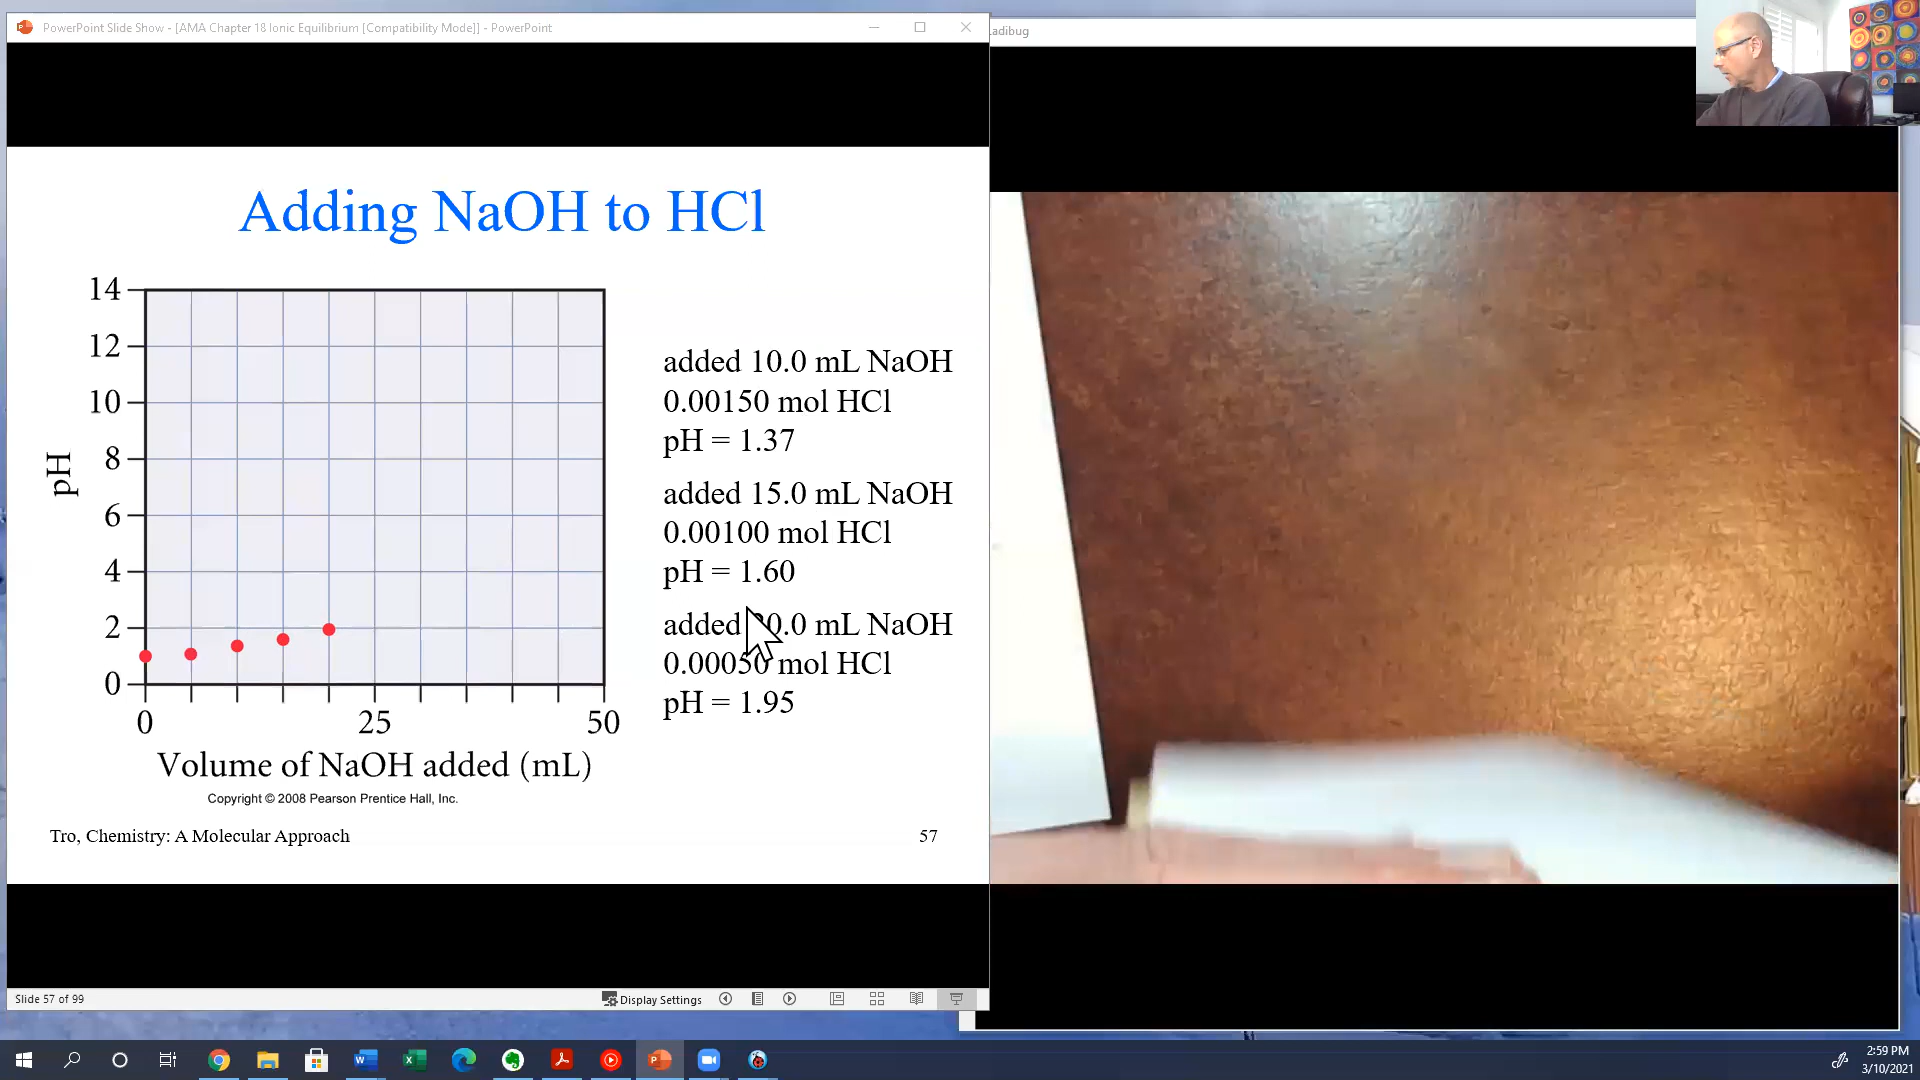 PowerPoint Slide Show - [AMA Chapter 18 Ionic Equilibrium [Compatibility Mode]] - PowerPoint
Adding NaOH to HCl
14
12
10
8
6
4
2
0
pH
0
25
50
Volume of NaOH added (mL)
Copyright © 2008 Pearson Prentice Hall, Inc.
added 10.0 mL NaOH
0.00150 mol HCl
pH = 1.37
added 15.0 mL NaOH
0.00100 mol HCl
pH = 1.60
added 20.0 mL NaOH
0.00050 mol HCl
pH = 1.95
Tro, Chemistry: A Molecular Approach
57
Slide 57 of 99
Display Settings
2:59 PM
3/10/2021